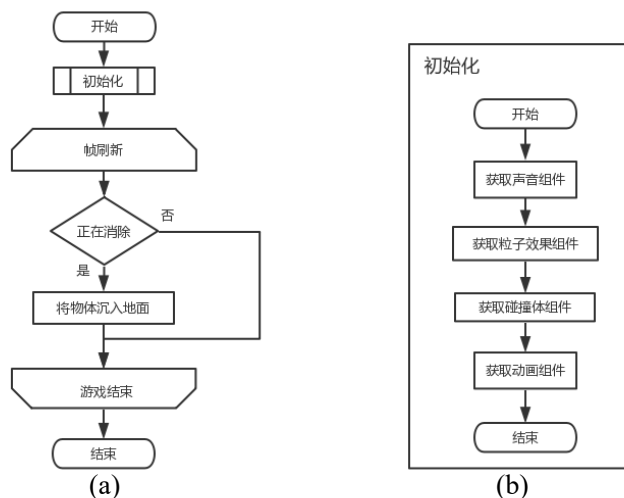 开始
初始化
帧刷新
正在消除
否
是
将物体沉入地面
游戏结束
结束
(a)
初始化
开始
获取声音组件
获取粒子效果组件
获取碰撞体组件
获取动画组件
结束
(b)